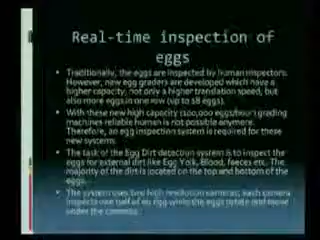 Real-time inspection of
eggs
Traditionally, the eggs are inspected by human inspectors.
However, new egg graders are developed which have a
higher capacity, not only a higher translation speed, but
also more eggs in one row (up to 18 eggs).
With these new high capacity (100,000 eggs/hour) grading
machines reliable human is not possible anymore.
Therefore, an egg inspection system is required for these
new systems.
The task of the Egg Dirt detection system is to inspect the
eggs for external dirt like Egg Yolk, Blood, faeces etc. The
majority of the dirt is located on the top and bottom of the
eggs.
The system uses two high resolution cameras; each camera
inspects one half of an egg while the eggs rotate and move
under the cameras.